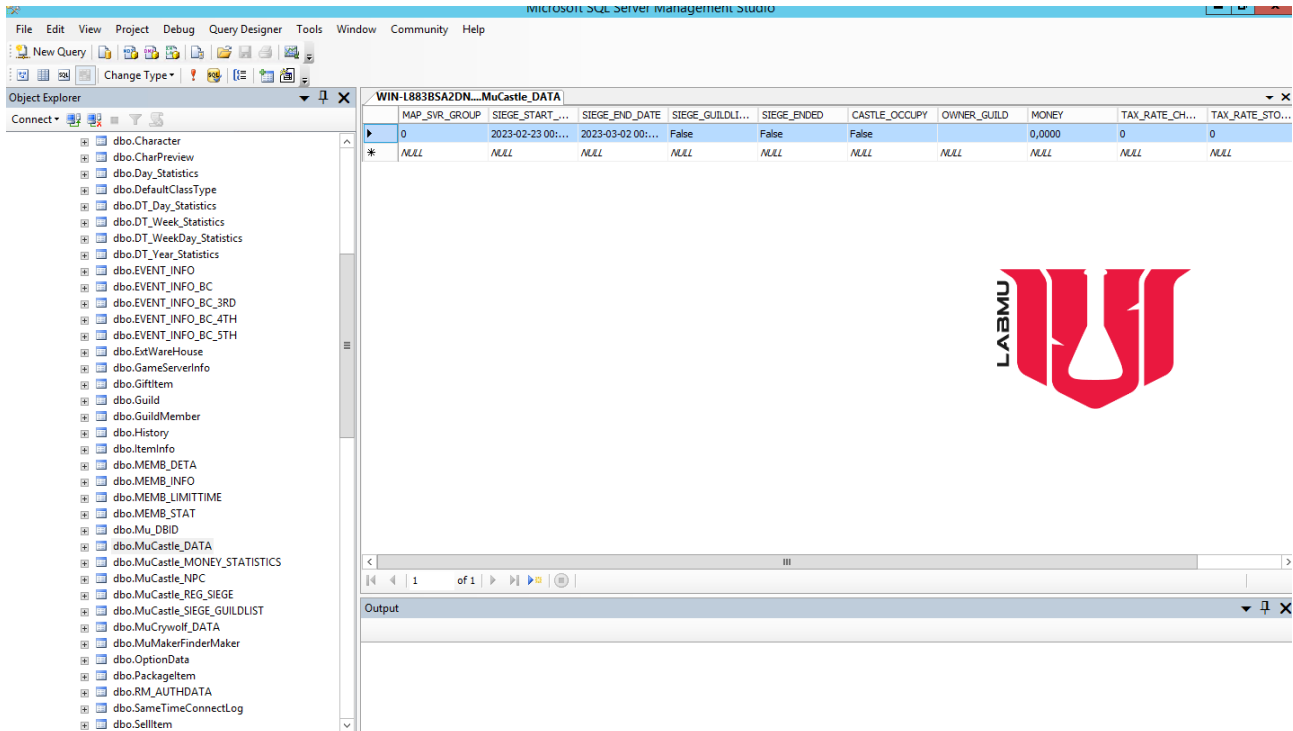 Microsoft SQL Server Management Studio
File Edit View Project Debug Query Designer Tools Window Community Help
New Query
Change Type
Object Explorer
WIN-L883BSA2DN....MuCastle_DATA
Connect
MAP_SVR_GROUP SIEGE_START_... SIEGE_END_DATE SIEGE_GUILDLI... SIEGE_ENDED CASTLE_OCCUPY OWNER_GUILD MONEY TAX_RATE_CH... TAX_RATE_STO...
0 2023-02-23 00:... 2023-03-02 00:... False False False 0,0000 0 0
NULL NULL NULL NULL NULL NULL NULL NULL NULL NULL
dbo.Character
dbo.CharPreview
dbo.Day_Statistics
dbo.DefaultClassType
dbo.DT_Day_Statistics
dbo.DT_Week_Statistics
dbo.DT_WeekDay_Statistics
dbo.DT_Year_Statistics
dbo.EVENT_INFO
dbo.EVENT_INFO_BC
dbo.EVENT_INFO_BC_3RD
dbo.EVENT_INFO_BC_4TH
dbo.EVENT_INFO_BC_5TH
dbo.ExtWareHouse
dbo.GameServerInfo
dbo.GiftItem
dbo.Guild
dbo.GuildMember
dbo.History
dbo.ItemInfo
dbo.MEMB_DETA
dbo.MEMB_INFO
dbo.MEMB_LIMITTIME
dbo.MEMB_STAT
dbo.Mu_DBID
dbo.MuCastle_DATA
dbo.MuCastle_MONEY_STATISTICS
dbo.MuCastle_NPC
dbo.MuCastle_REG_SIEGE
dbo.MuCastle_SIEGE_GUILDLIST
dbo.MuCrywolf_DATA
dbo.MuMakerFinderMaker
dbo.OptionData
dbo.PackageItem
dbo.RM_AUTHDATA
dbo.SameTimeConnectLog
dbo.SellItem
LABMU
1 of 1
Output